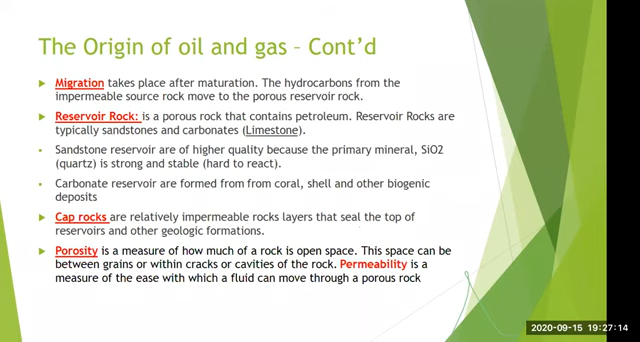 The Origin of oil and gas – Cont'd
Migration takes place after maturation. The hydrocarbons from the
impermeable source rock move to the porous reservoir rock.
Reservoir Rock: is a porous rock that contains petroleum. Reservoir Rocks are
typically sandstones and carbonates (Limestone).
Sandstone reservoir are of higher quality because the primary mineral, SiO2
(quartz) is strong and stable (hard to react).
Carbonate reservoir are formed from from coral, shell and other biogenic
deposits
Cap rocks are relatively impermeable rocks layers that seal the top of
reservoirs and other geologic formations.
Porosity is a measure of how much of a rock is open space. This space can be
between grains or within cracks or cavities of the rock. Permeability is a
measure of the ease with which a fluid can move through a porous rock
2020-09-15 19:27:14